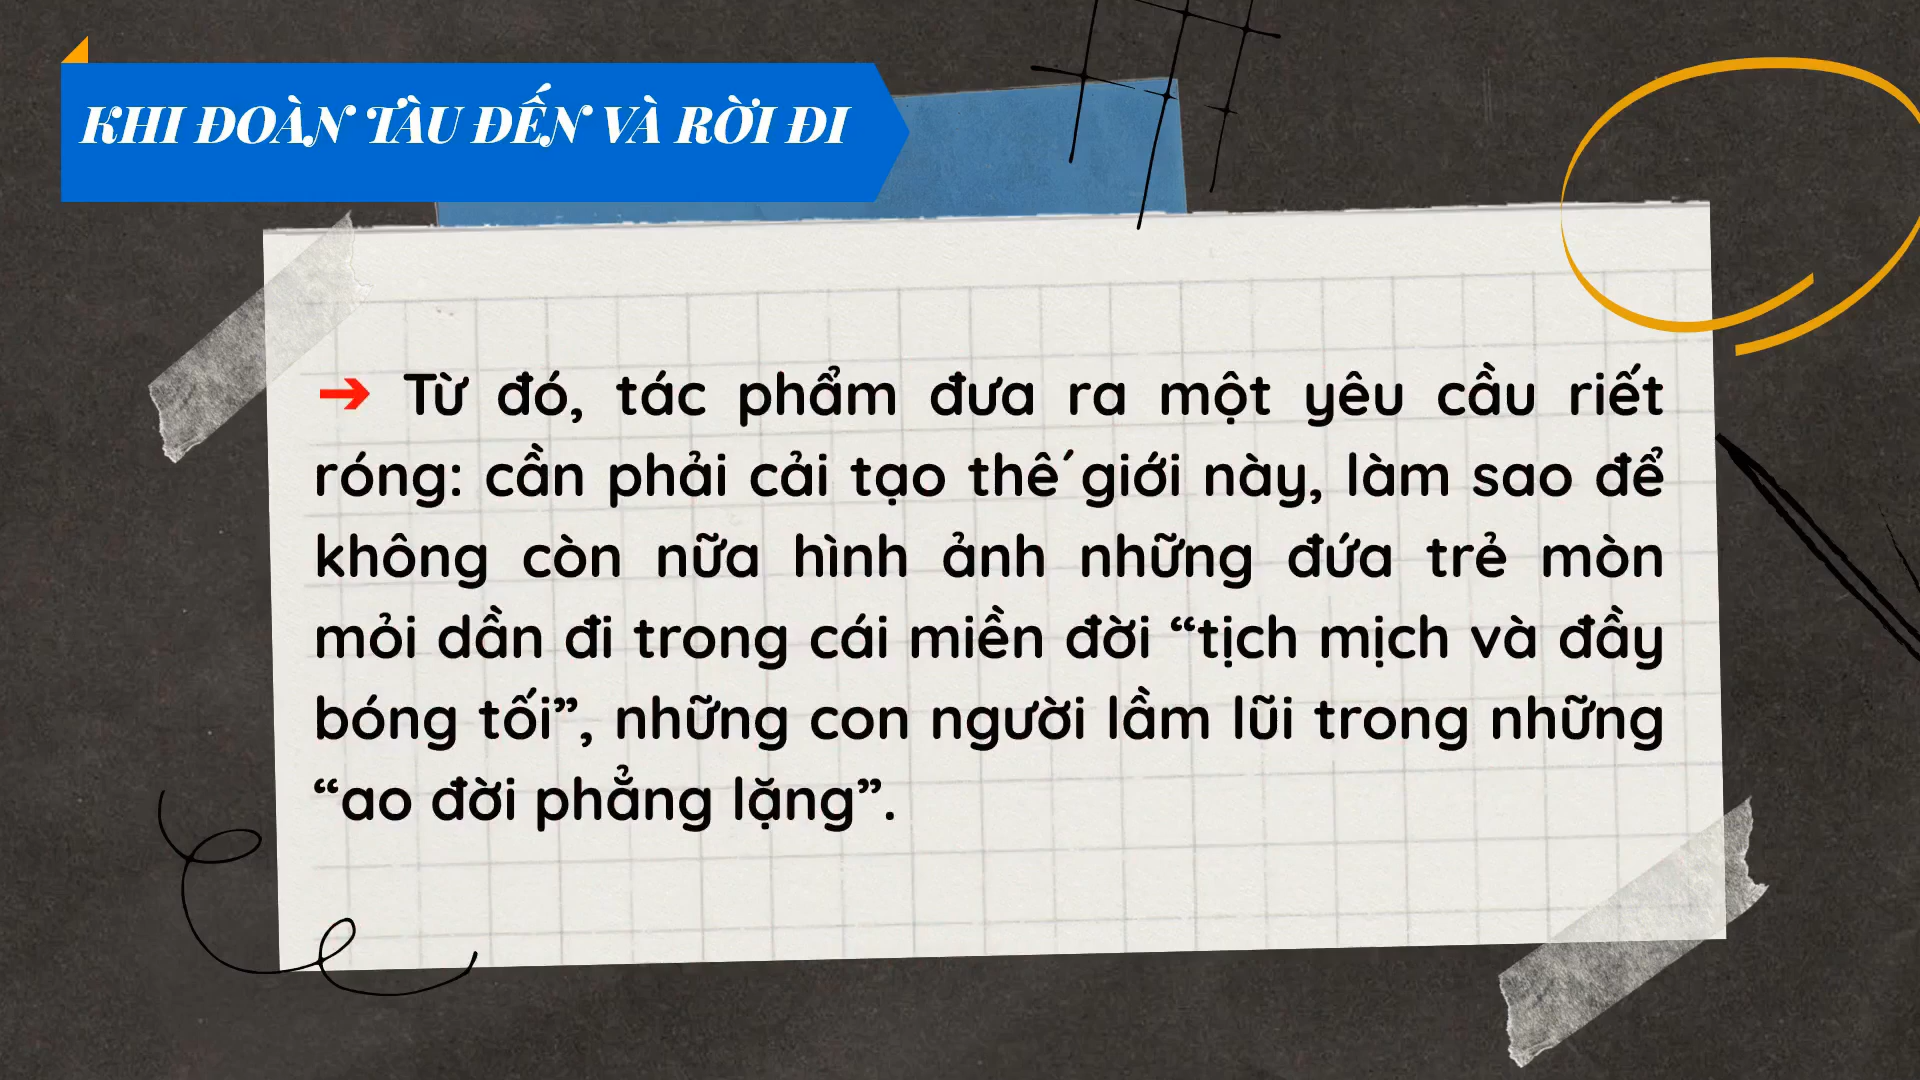 KHI ĐOÀN TÀU ĐẾN VÀ RỜI ĐI
➔ Từ đó, tác phẩm đưa ra một yêu cầu riết
róng: cần phải cải tạo thế giới này, làm sao để
không còn nữa hình ảnh những đứa trẻ mòn
mỏi dần đi trong cái miền đời “tịch mịch và đầy
bóng tối”, những con người lầm lũi trong những
“ao đời phẳng lặng”.